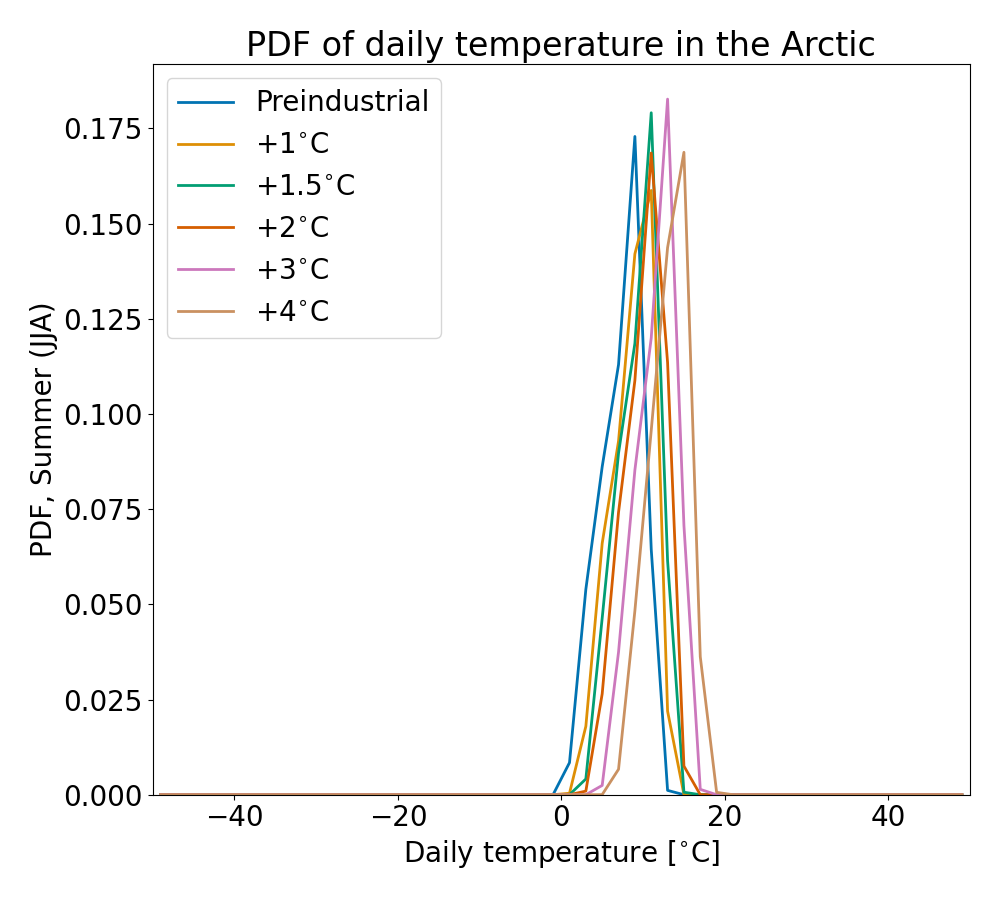 PDF of daily temperature in the Arctic
Preindustrial
+1°C
+1.5°C
+2°C
+3°C
+4°C
PDF, Summer (JJA)
0.175
0.150
0.125
0.100
0.075
0.050
0.025
0.000
−40
−20
0
20
40
Daily temperature [°C]